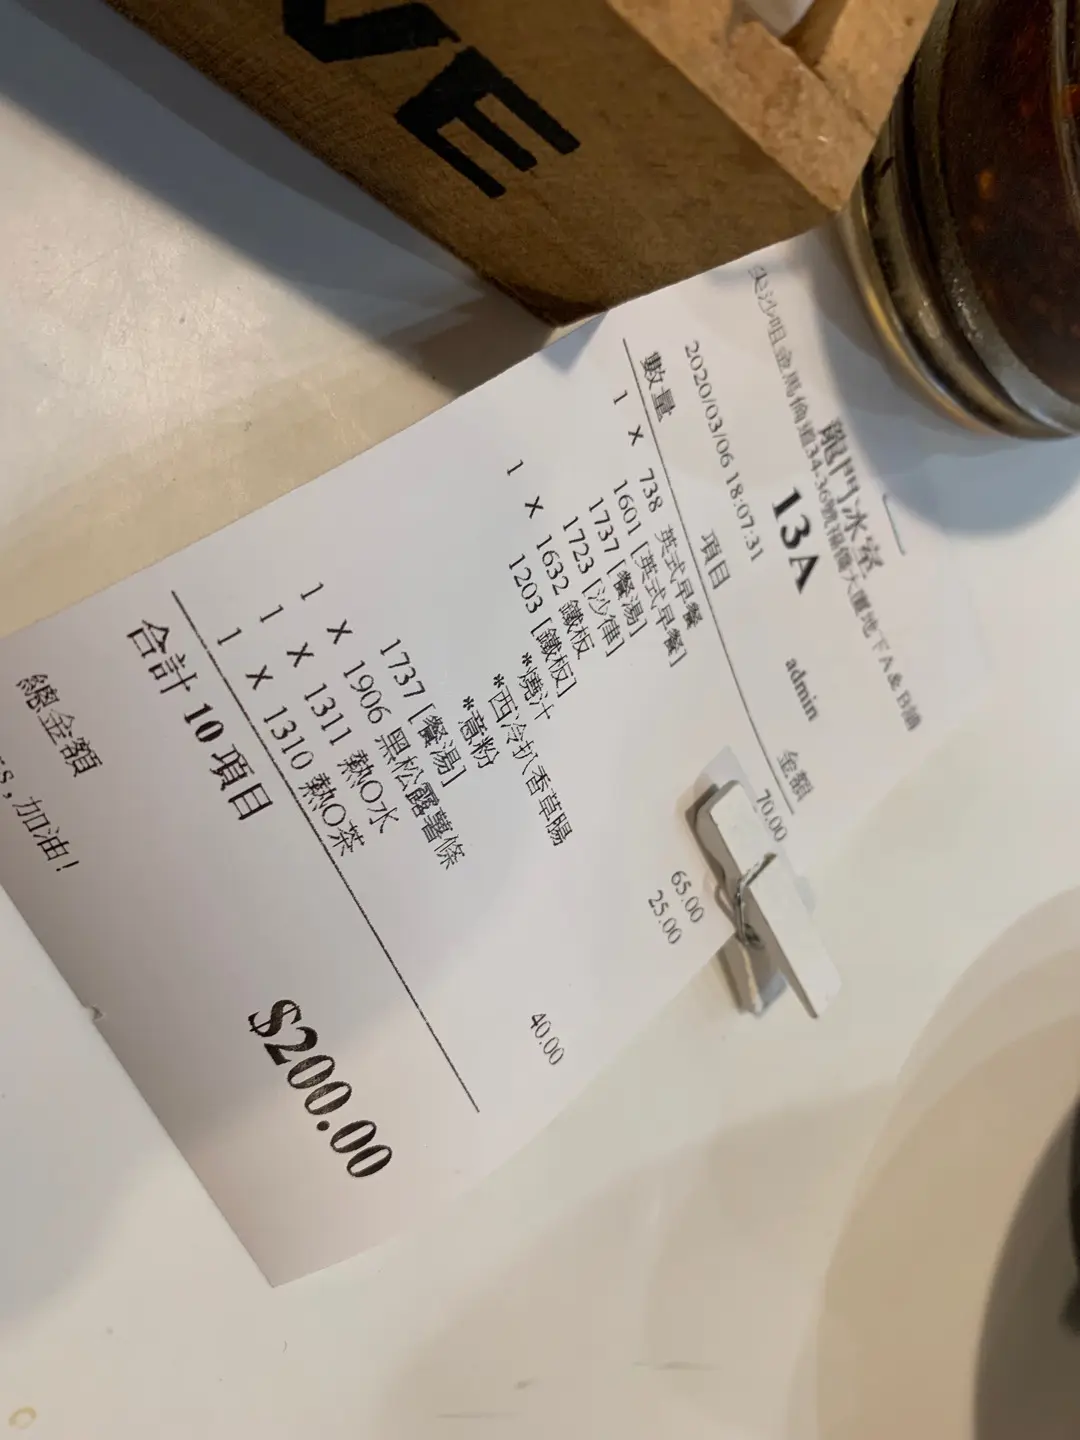 VE
龍門冰室
尖沙咀金馬倫道34-36號福僑大廈地下A&B舖
13A
admin
2020/03/06 18:07:31
數量 項目 金額
1 x 738 英式早餐 70.00
1601 [英式早餐]
1737 [餐湯]
1723 [沙律]
1 x 1632 鐵板 65.00
1203 [鐵板] 25.00
*燒汁
*西冷扒香草腸
*意粉
1737 [餐湯]
1 x 1906 黑松露薯條 40.00
1 x 1311 熱O水
1 x 1310 熱O茶
合計 10 項目
總金額 $200.00
s, 加油!